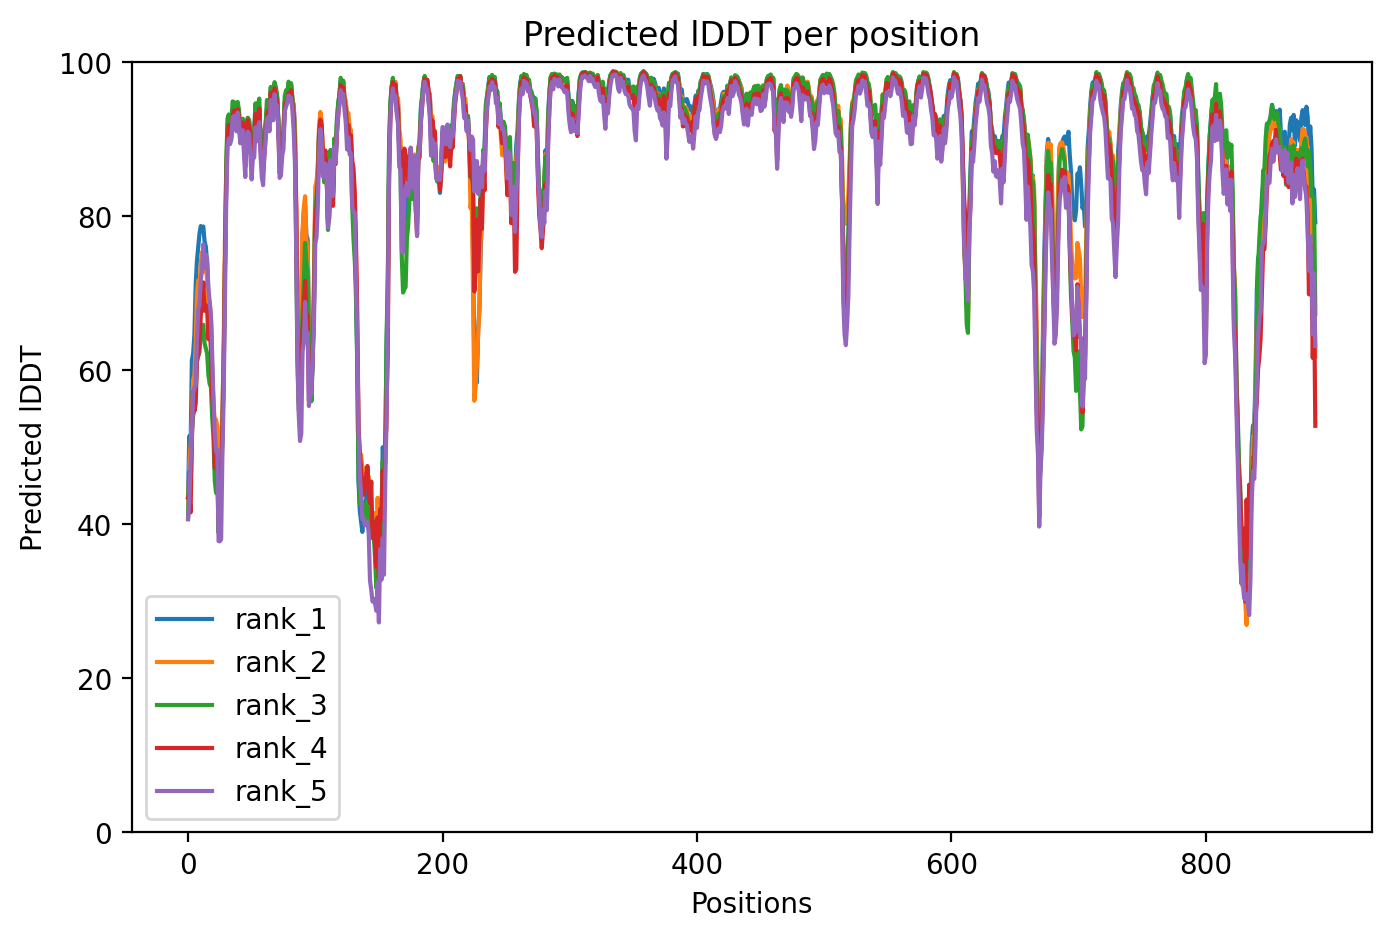 Predicted lDDT per position
100
80
60
40
20
0
Predicted lDDT
rank_1
rank_2
rank_3
rank_4
rank_5
0 200 400 600 800
Positions